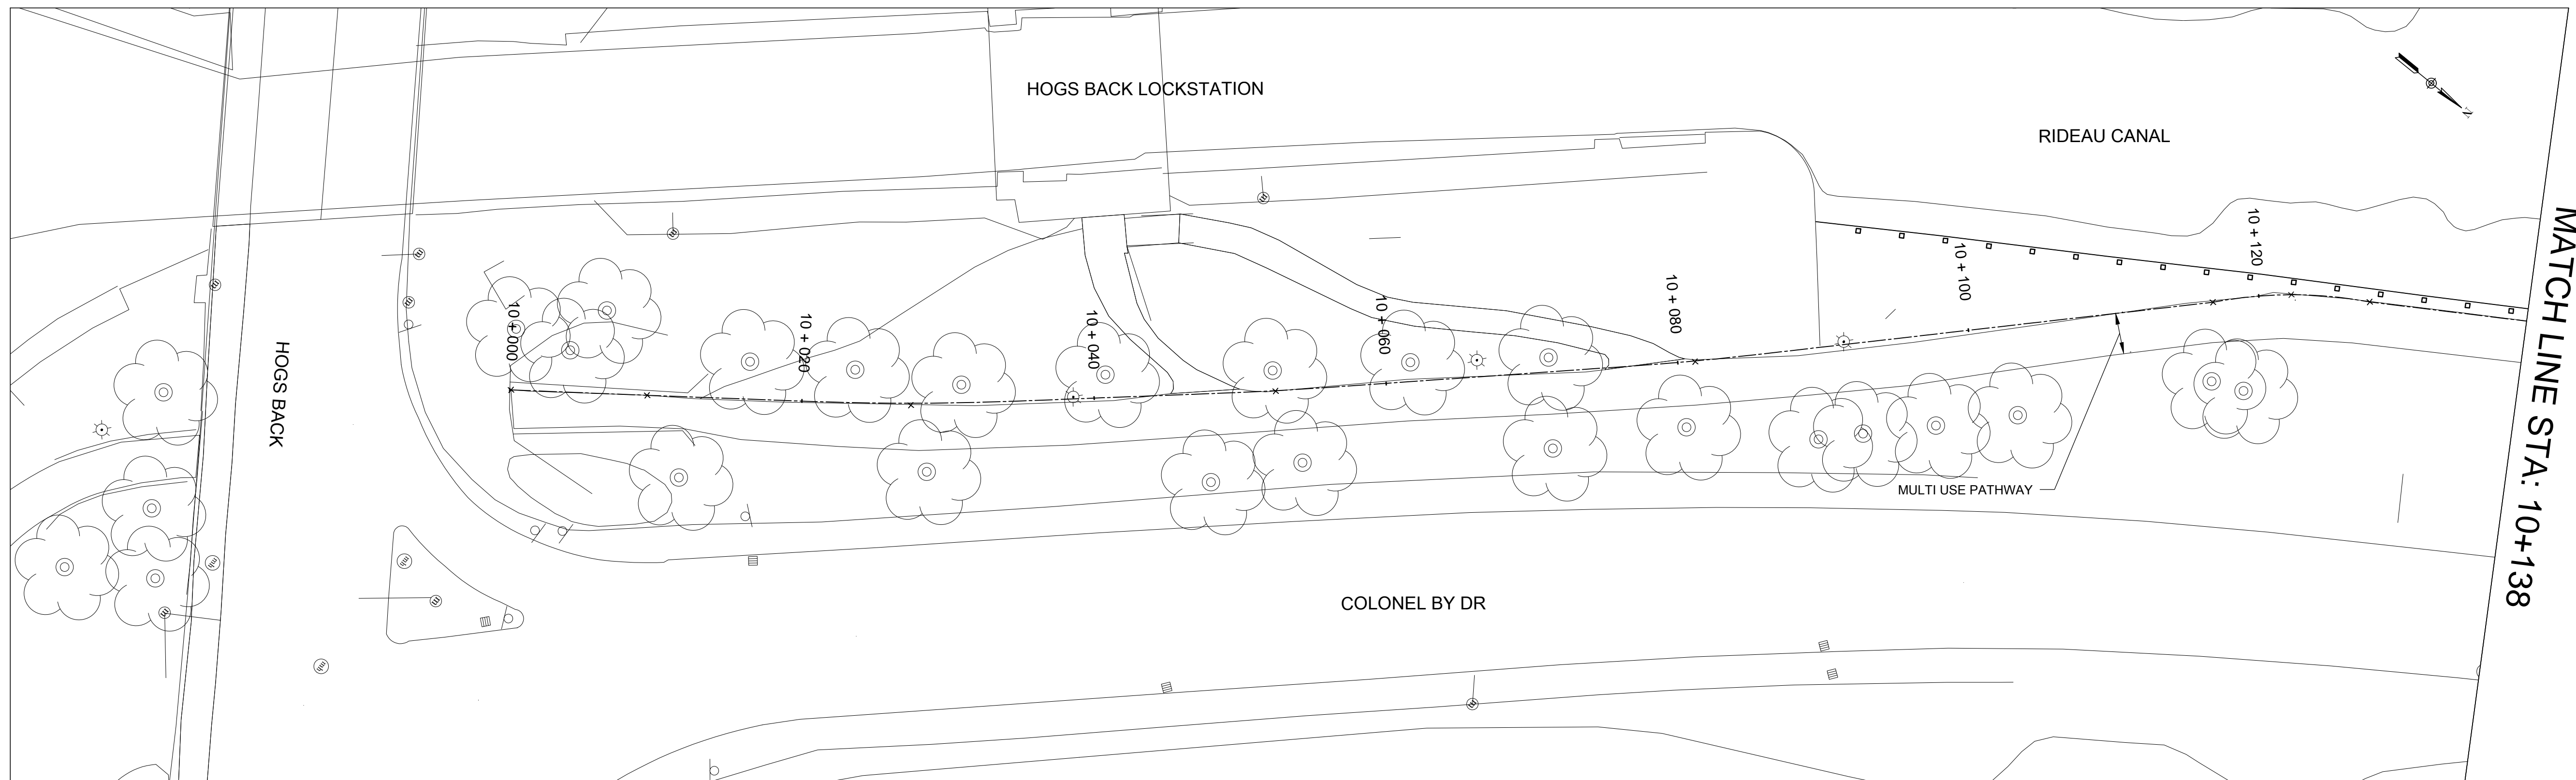 HOGS BACK LOCKSTATION
RIDEAU CANAL
N
10 + 000
10 + 020
10 + 040
10 + 060
10 + 080
10 + 100
10 + 120
MATCH LINE STA: 10+138
HOGS BACK
MULTI USE PATHWAY
COLONEL BY DR